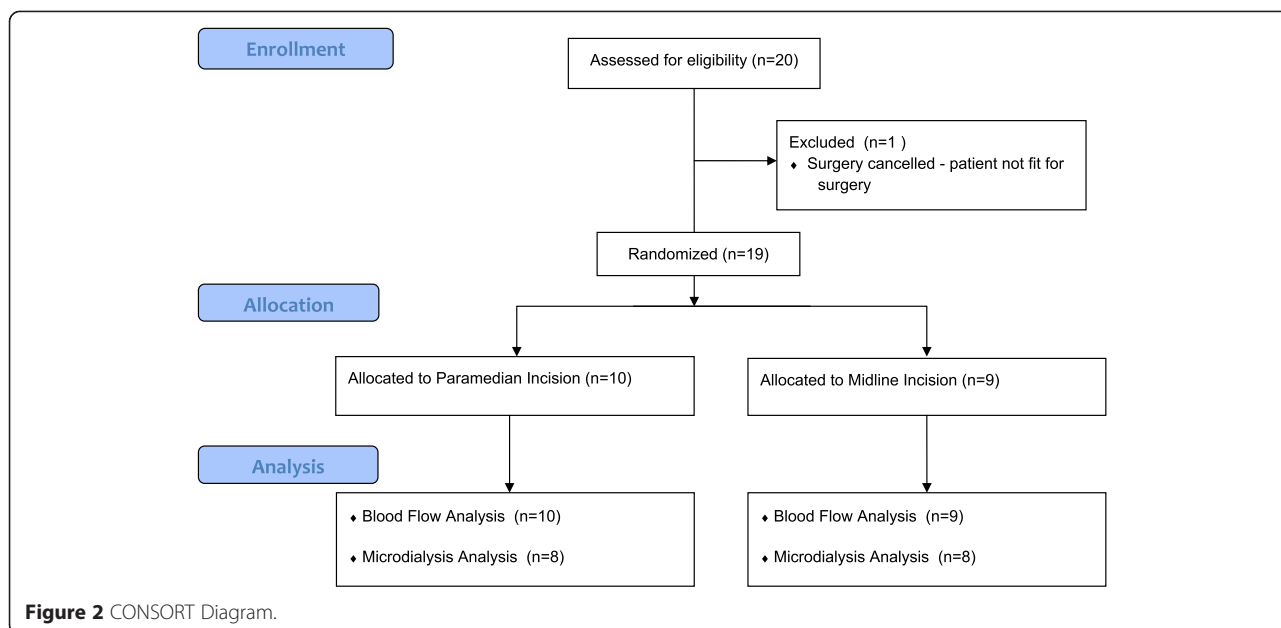 Enrollment
Assessed for eligibility (n=20)
Excluded (n=1 )
♦ Surgery cancelled - patient not fit for
surgery
Randomized (n=19)
Allocation
Allocated to Paramedian Incision (n=10)
Allocated to Midline Incision (n=9)
Analysis
♦ Blood Flow Analysis (n=10)
♦ Microdialysis Analysis (n=8)
♦ Blood Flow Analysis (n=9)
♦ Microdialysis Analysis (n=8)
Figure 2 CONSORT Diagram.